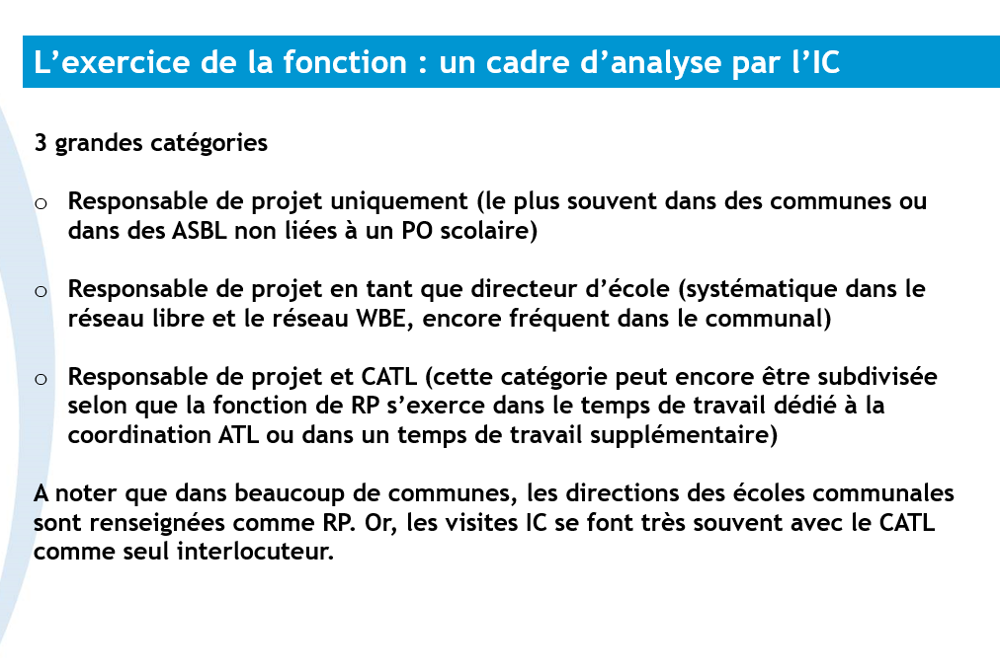 L’exercice de la fonction : un cadre d’analyse par l’IC
3 grandes catégories
o Responsable de projet uniquement (le plus souvent dans des communes ou
dans des ASBL non liées à un PO scolaire)
o Responsable de projet en tant que directeur d’école (systématique dans le
réseau libre et le réseau WBE, encore fréquent dans le communal)
o Responsable de projet et CATL (cette catégorie peut encore être subdivisée
selon que la fonction de RP s’exerce dans le temps de travail dédié à la
coordination ATL ou dans un temps de travail supplémentaire)
A noter que dans beaucoup de communes, les directions des écoles communales
sont renseignées comme RP. Or, les visites IC se font très souvent avec le CATL
comme seul interlocuteur.